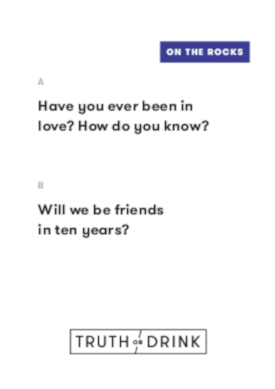 ON THE ROCKS
A
Have you ever been in
love? How do you know?
B
Will we be friends
in ten years?
TRUTH OR DRINK